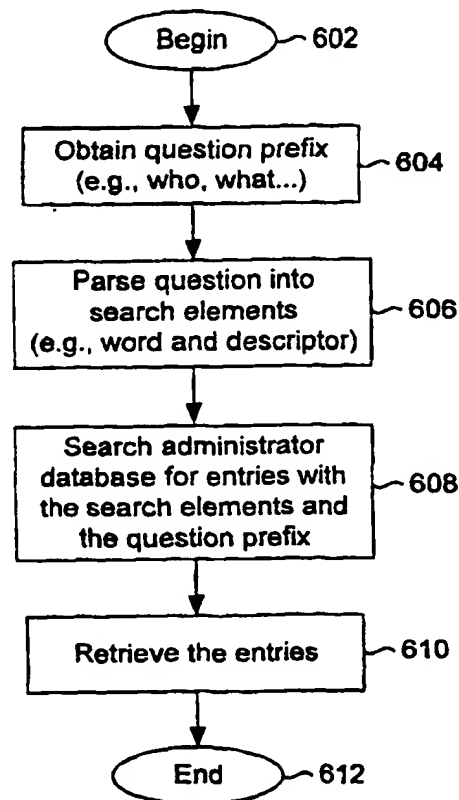 Begin 602
Obtain question prefix
(e.g., who, what...) 604
Parse question into
search elements 606
(e.g., word and descriptor)
Search administrator
database for entries with
the search elements and 608
the question prefix
Retrieve the entries 610
End 612